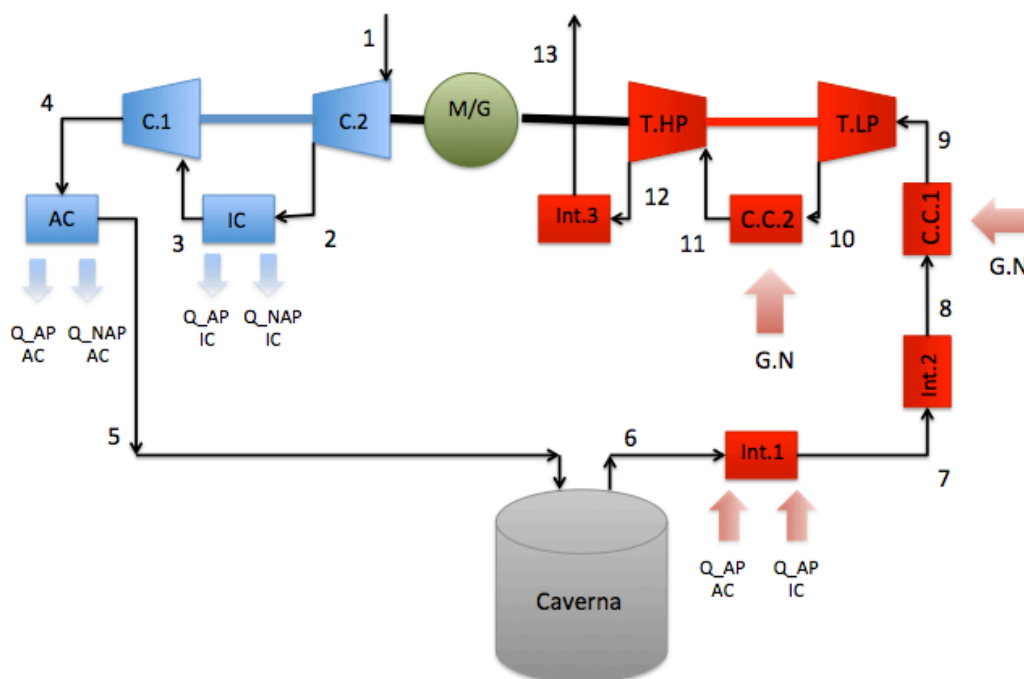 1
13
4
C.1
C.2
M/G
T.HP
T.LP
9
AC
IC
3
2
Int.3
12
11
C.C.2
10
C.C.1
G.N
Q_AP
AC
Q_NAP
AC
Q_AP
IC
Q_NAP
IC
G.N
8
Int.2
5
6
Int.1
7
Q_AP
AC
Q_AP
IC
Caverna